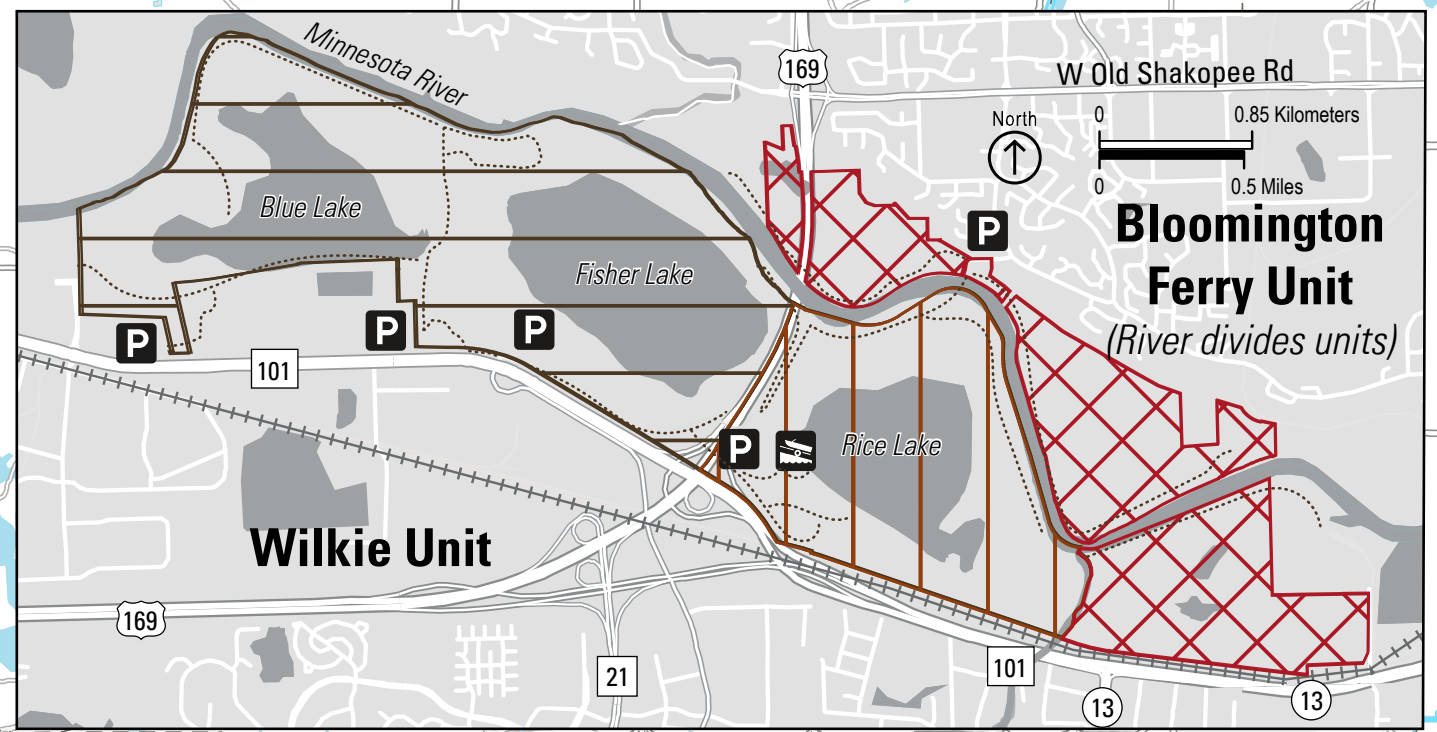 Minnesota River
169
W Old Shakopee Rd
North
0
0.85 Kilometers
0
0.5 Miles
Blue Lake
P
Bloomington
Ferry Unit
(River divides units)
Fisher Lake
P
P
P
101
P
Rice Lake
Wilkie Unit
169
21
101
13
13